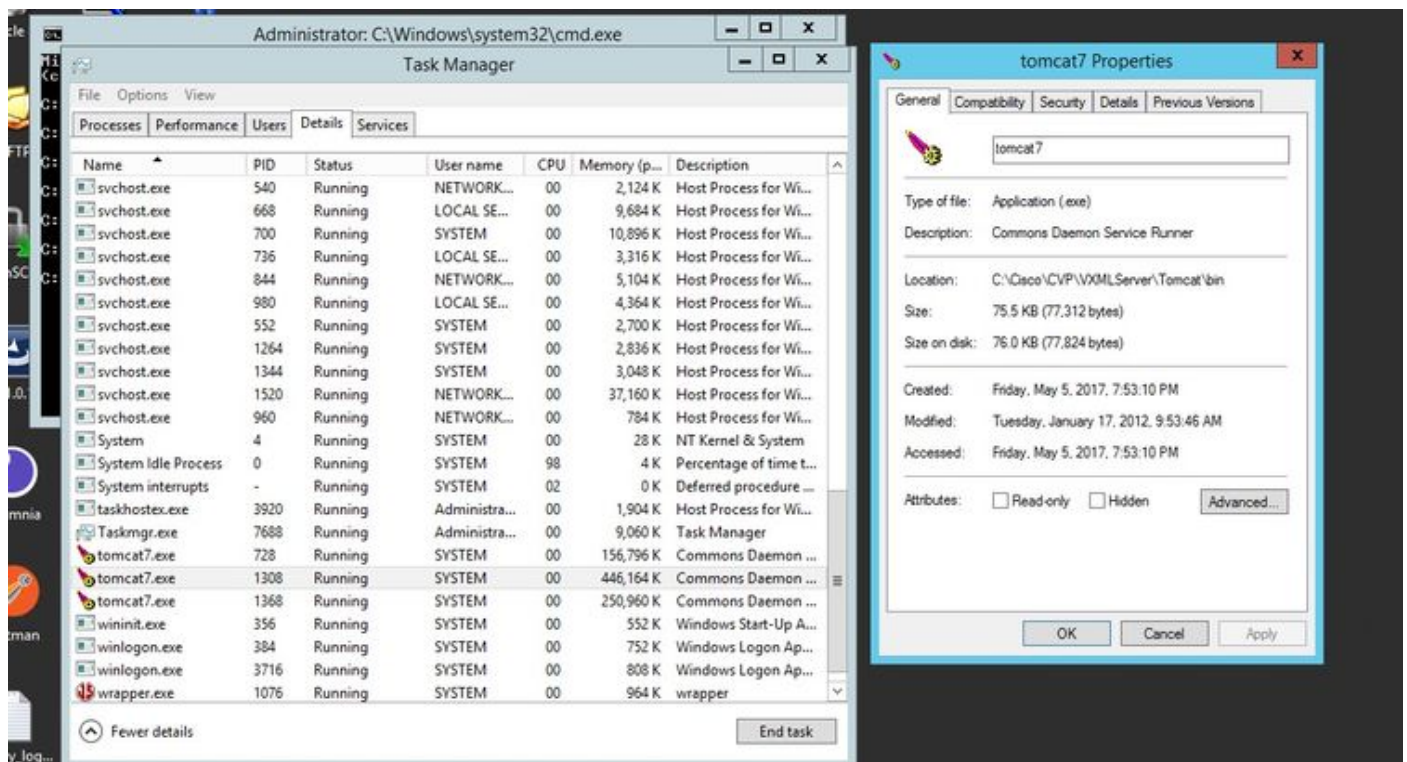 Administrator: C:\Windows\system32\cmd.exe
Task Manager
File Options View
Processes Performance Users Details Services
Name PID Status User name CPU Memory (p... Description
svchost.exe 540 Running NETWORK... 00 2,124 K Host Process for Wi...
svchost.exe 668 Running LOCAL SE... 00 9,684 K Host Process for Wi...
svchost.exe 700 Running SYSTEM 00 10,896 K Host Process for Wi...
svchost.exe 736 Running LOCAL SE... 00 3,316 K Host Process for Wi...
svchost.exe 844 Running NETWORK... 00 5,104 K Host Process for Wi...
svchost.exe 980 Running LOCAL SE... 00 4,364 K Host Process for Wi...
svchost.exe 552 Running SYSTEM 00 2,700 K Host Process for Wi...
svchost.exe 1264 Running SYSTEM 00 2,836 K Host Process for Wi...
svchost.exe 1344 Running SYSTEM 00 3,048 K Host Process for Wi...
svchost.exe 1520 Running NETWORK... 00 37,160 K Host Process for Wi...
svchost.exe 960 Running NETWORK... 00 784 K Host Process for Wi...
System 4 Running SYSTEM 00 28 K NT Kernel & System
System Idle Process 0 Running SYSTEM 98 4 K Percentage of time t...
System interrupts - Running SYSTEM 02 0 K Deferred procedure ...
taskhostex.exe 3920 Running Administra... 00 1,904 K Host Process for Wi...
Taskmgr.exe 7688 Running Administra... 00 9,060 K Task Manager
tomcat7.exe 728 Running SYSTEM 00 156,796 K Commons Daemon ...
tomcat7.exe 1308 Running SYSTEM 00 446,164 K Commons Daemon ...
tomcat7.exe 1368 Running SYSTEM 00 250,960 K Commons Daemon ...
wininit.exe 356 Running SYSTEM 00 552 K Windows Start-Up A...
winlogon.exe 384 Running SYSTEM 00 752 K Windows Logon Ap...
winlogon.exe 3716 Running SYSTEM 00 808 K Windows Logon Ap...
wrapper.exe 1076 Running SYSTEM 00 964 K wrapper
Fewer details End task
tomcat7 Properties
General Compatibility Security Details Previous Versions
tomcat7
Type of file: Application (.exe)
Description: Commons Daemon Service Runner
Location: C:\Cisco\CVP\VXMLServer\Tomcat\bin
Size: 75.5 KB (77,312 bytes)
Size on disk: 76.0 KB (77,824 bytes)
Created: Friday, May 5, 2017, 7:53:10 PM
Modified: Tuesday, January 17, 2012, 9:53:46 AM
Accessed: Friday, May 5, 2017, 7:53:10 PM
Attributes: Read-only Hidden Advanced...
OK Cancel Apply